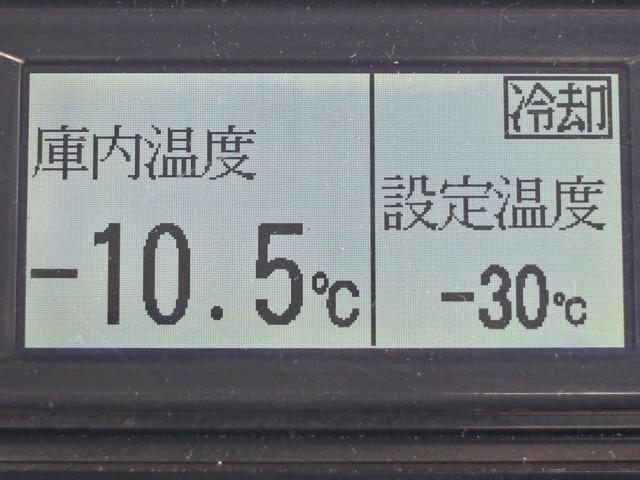 庫内温度
-10.5℃
冷却
設定温度
-30℃